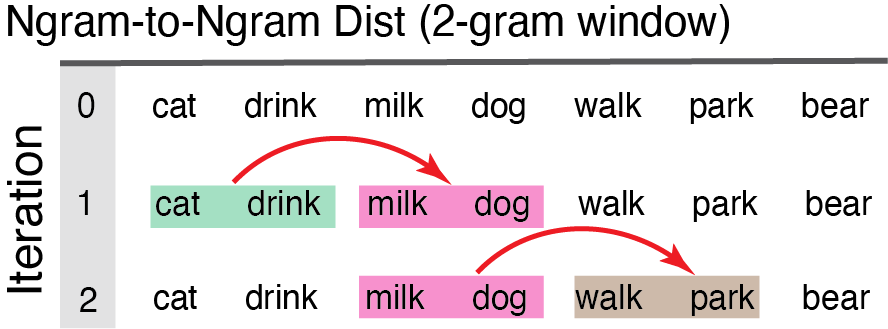 Ngram-to-Ngram Dist (2-gram window)
Iteration
0 cat drink milk dog walk park bear
1 cat drink milk dog walk park bear
2 cat drink milk dog walk park bear